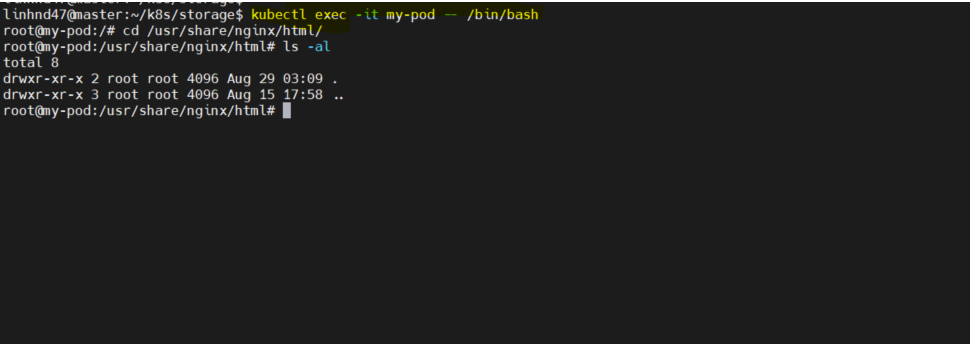 linhnd47@master:~/k8s/storage$ kubectl exec -it my-pod -- /bin/bash
root@my-pod:/# cd /usr/share/nginx/html/
root@my-pod:/usr/share/nginx/html# ls -al
total 8
drwxr-xr-x 2 root root 4096 Aug 29 03:09 .
drwxr-xr-x 3 root root 4096 Aug 15 17:58 ..
root@my-pod:/usr/share/nginx/html#